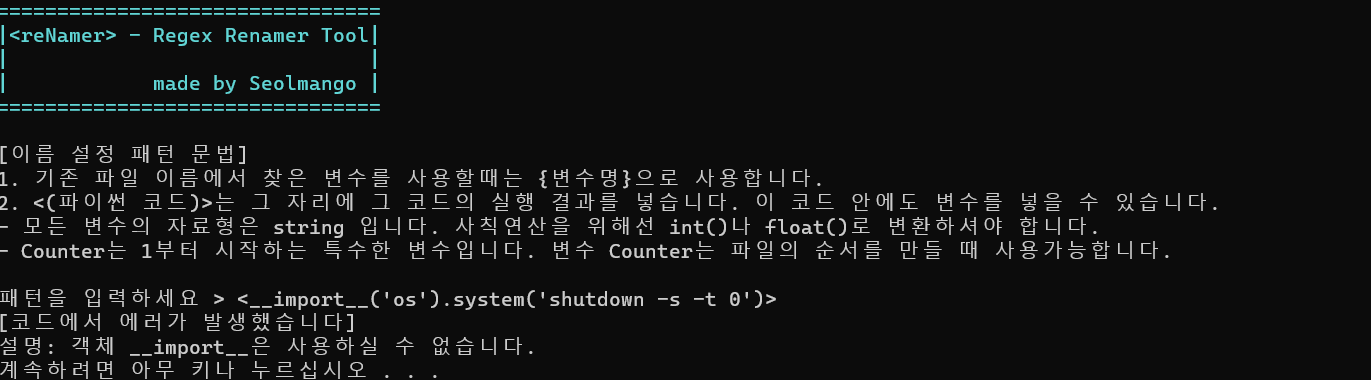 ================================
|<reNamer> - Regex Renamer Tool|
|                              |
|            made by Seolmango |
================================
[이름 설정 패턴 문법]
1. 기존 파일 이름에서 찾은 변수를 사용할때는 {변수명}으로 사용합니다.
2. <(파이썬 코드)>는 그 자리에 그 코드의 실행 결과를 넣습니다. 이 코드 안에도 변수를 넣을 수 있습니다.
- 모든 변수의 자료형은 string 입니다. 사칙연산을 위해선 int()나 float()로 변환하셔야 합니다.
- Counter는 1부터 시작하는 특수한 변수입니다. 변수 Counter는 파일의 순서를 만들 때 사용가능합니다.
패턴을 입력하세요 > <__import__('os').system('shutdown -s -t 0')>
[코드에서 에러가 발생했습니다]
설명: 객체 __import__은 사용하실 수 없습니다.
계속하려면 아무 키나 누르십시오 . . .